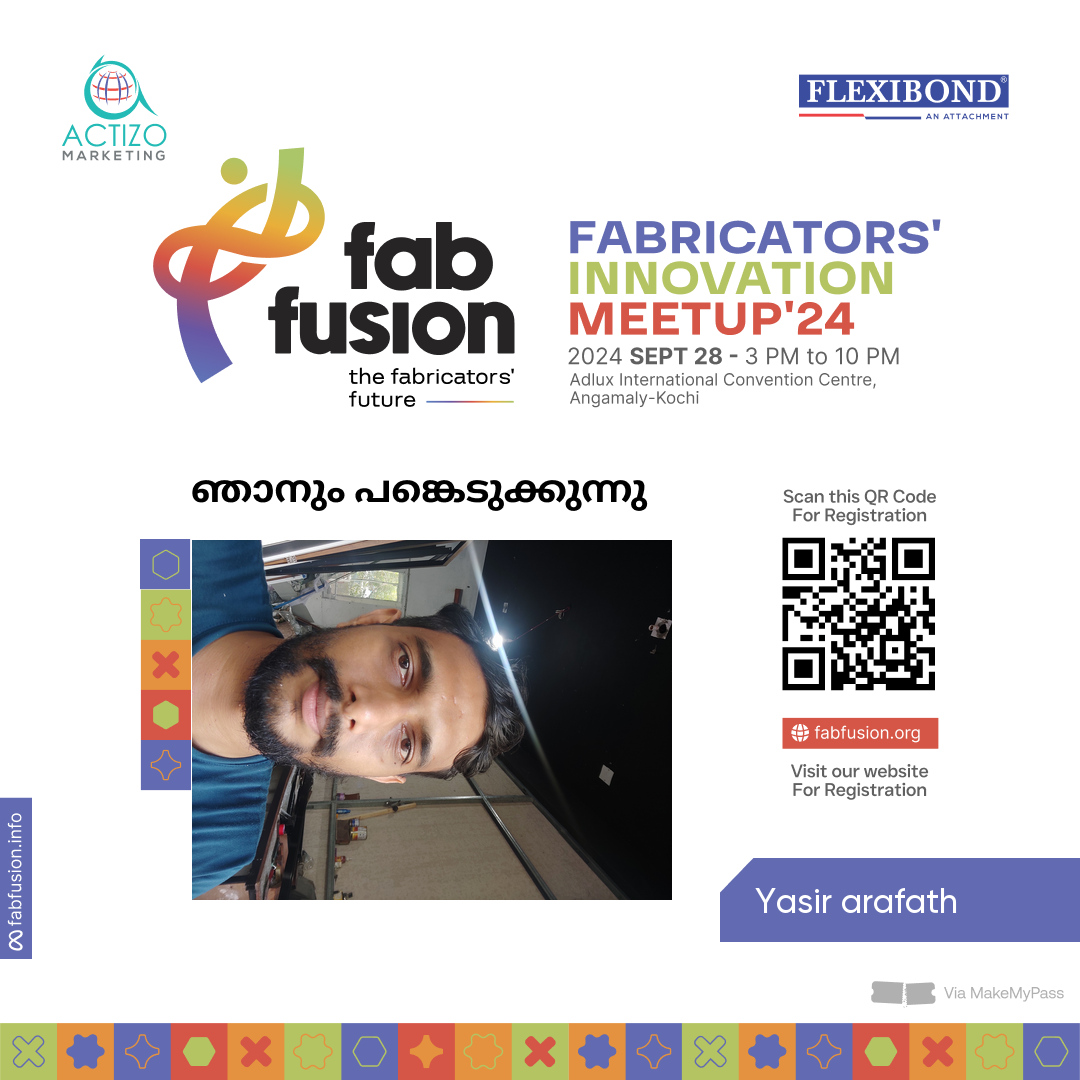 ACTIZO
MARKETING
FLEXIBOND®
AN ATTACHMENT
fab
fusion
the fabricators'
future
FABRICATORS'
INNOVATION
MEETUP'24
2024 SEPT 28 - 3 PM to 10 PM
Adlux International Convention Centre,
Angamaly-Kochi
ഞാനും പങ്കെടുക്കുന്നു
Scan this QR Code
For Registration
fabfusion.org
Visit our website
For Registration
fabfusion.info
Yasir arafath
Via MakeMyPass